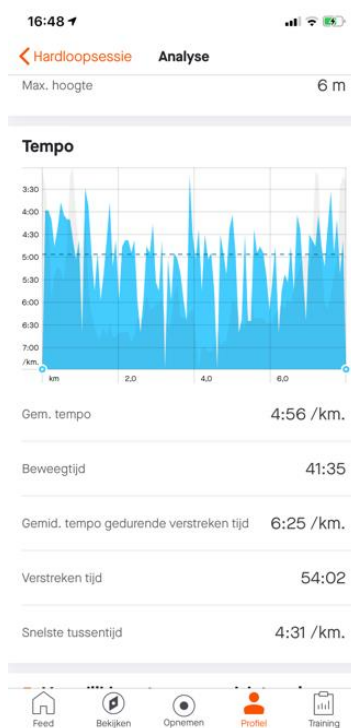 16:48
Hardloopsessie Analyse
Max. hoogte 6 m
Tempo
3:30
4:00
4:30
5:00
5:30
6:00
6:30
7:00
/km.
km 2,0 4,0 6,0
Gem. tempo 4:56 /km.
Beweegtijd 41:35
Gemid. tempo gedurende verstreken tijd 6:25 /km.
Verstreken tijd 54:02
Snelste tussentijd 4:31 /km.
Feed Bekijken Opnemen Profiel Training